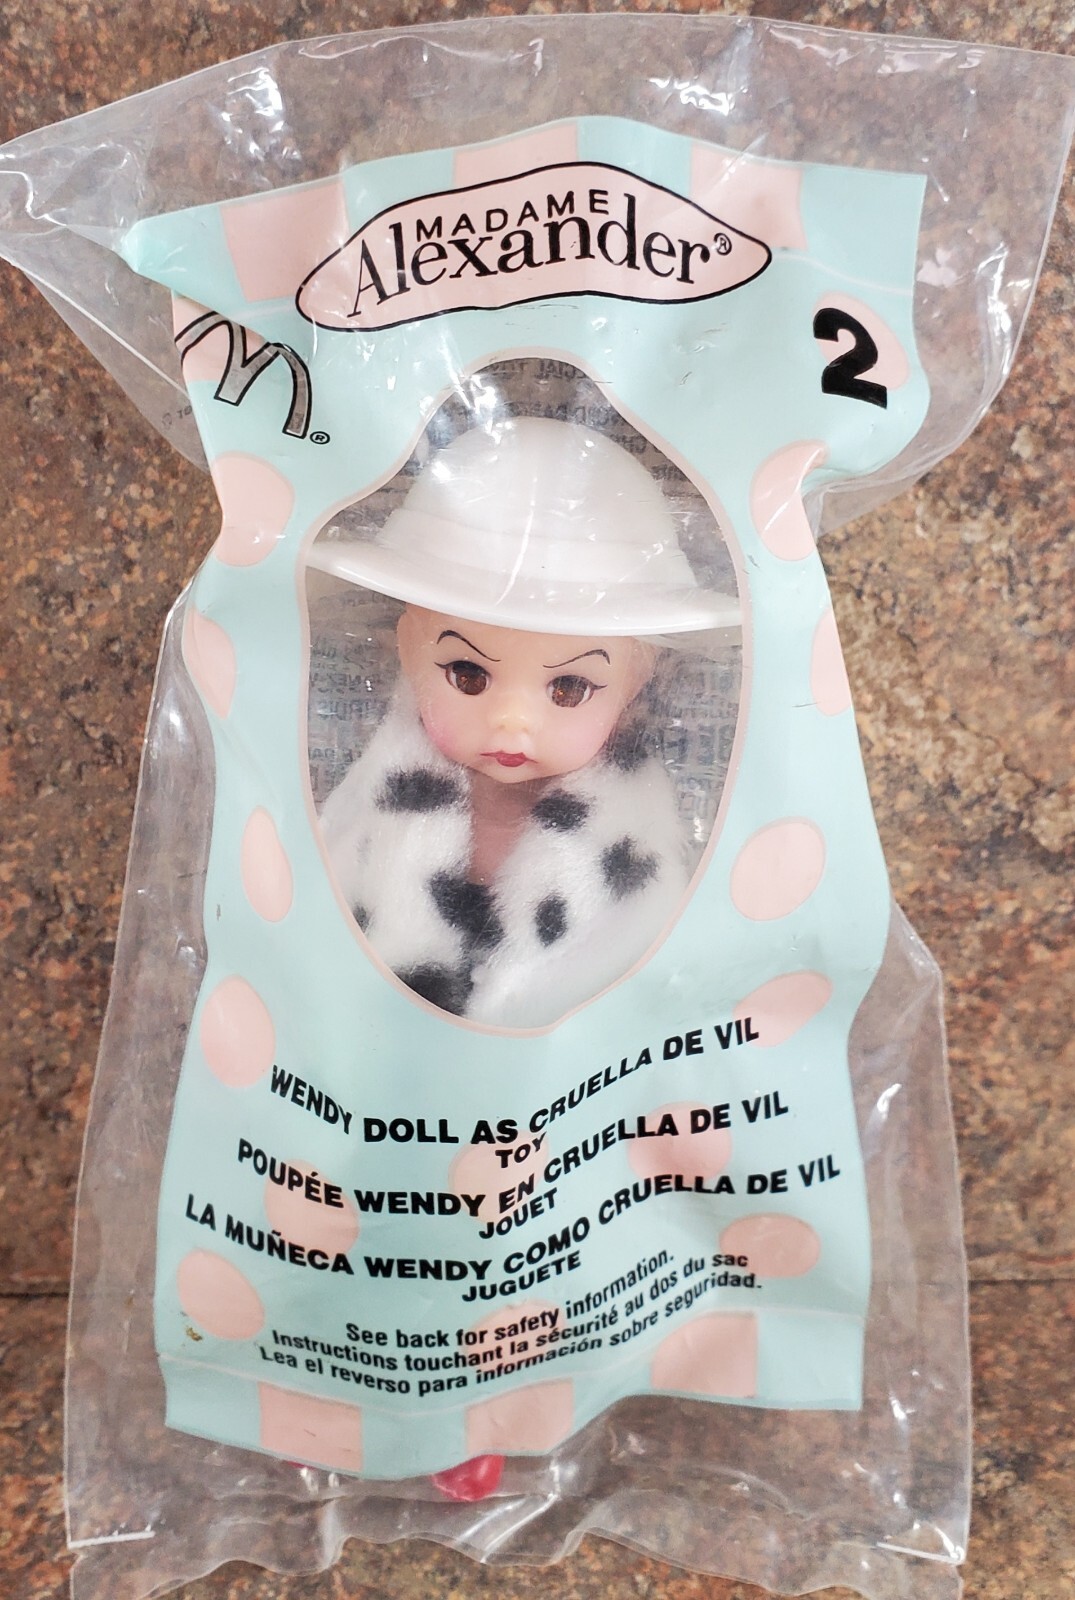 MADAME
Alexander®
2
M®
WENDY DOLL AS CRUELLA DE VIL
TOY
POUPÉE WENDY EN CRUELLA DE VIL
JOUET
LA MUÑECA WENDY COMO CRUELLA DE VIL
JUGUETE
See back for safety information.
Instructions touchant la sécurité au dos du sac
Lea el reverso para información sobre seguridad.